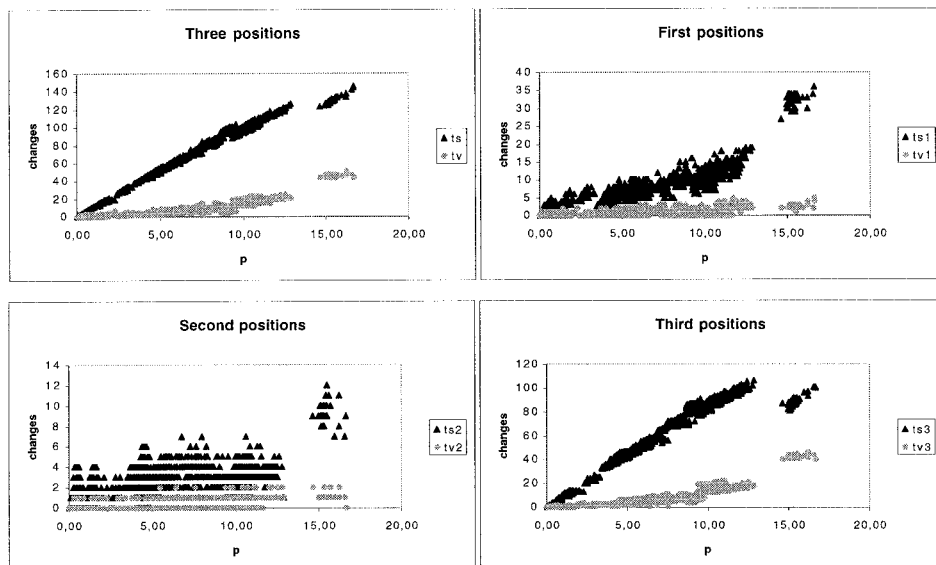 Three positions
160
140
120
100
80
60
40
20
0
changes
0,00 5,00 10,00 15,00 20,00
p
ts
tv
First positions
40
35
30
25
20
15
10
5
0
changes
0,00 5,00 10,00 15,00 20,00
p
ts1
tv1
Second positions
14
12
10
8
6
4
2
0
changes
0,00 5,00 10,00 15,00 20,00
p
ts2
tv2
Third positions
120
100
80
60
40
20
0
changes
0,00 5,00 10,00 15,00 20,00
p
ts3
tv3